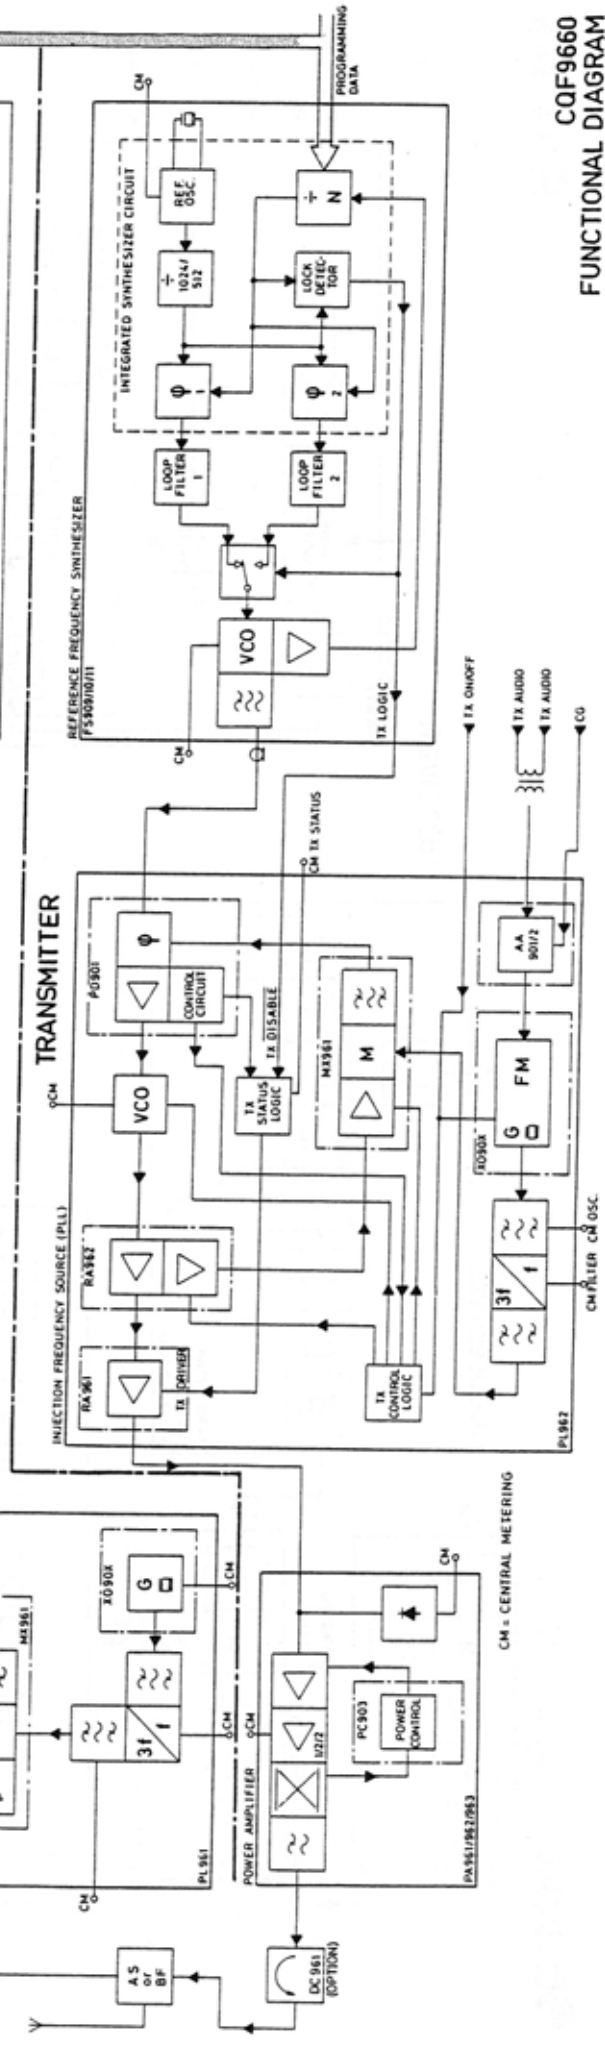 CQF9660
FUNCTIONAL DIAGRAM
PROGRAMMING
DATA
CM
REF.
OSC.
÷
N
INTEGRATED SYNTHESIZER CIRCUIT
÷
1024/
512
LOCK
DETEC-
TOR
φ
1
φ
2
LOOP
FILTER
1
LOOP
FILTER
2
REFERENCE FREQUENCY SYNTHESIZER
FS909/10/11
VCO
CM
TX LOGIC
TX ON/OFF
TX AUDIO
TX AUDIO
CG
TRANSMITTER
CM TX STATUS
PD901
φ
CONTROL
CIRCUIT
TX DISABLE
AA
901/2
CM
VCO
TX
STATUS
LOGIC
MX961
M
FM
G
XO90X
INJECTION FREQUENCY SOURCE (PLL)
RA962
RA961
TX DRIVER
TX
CONTROL
LOGIC
3f
f
CM FILTER
CM OSC.
PL962
MX961
XO90X
G
CM
3f
f
CM
CM
PL961
CM
CM
CM = CENTRAL METERING
POWER AMPLIFIER
1/2/2
PC903
POWER
CONTROL
PA961/962/963
AS
or
BF
DC961
(OPTION)